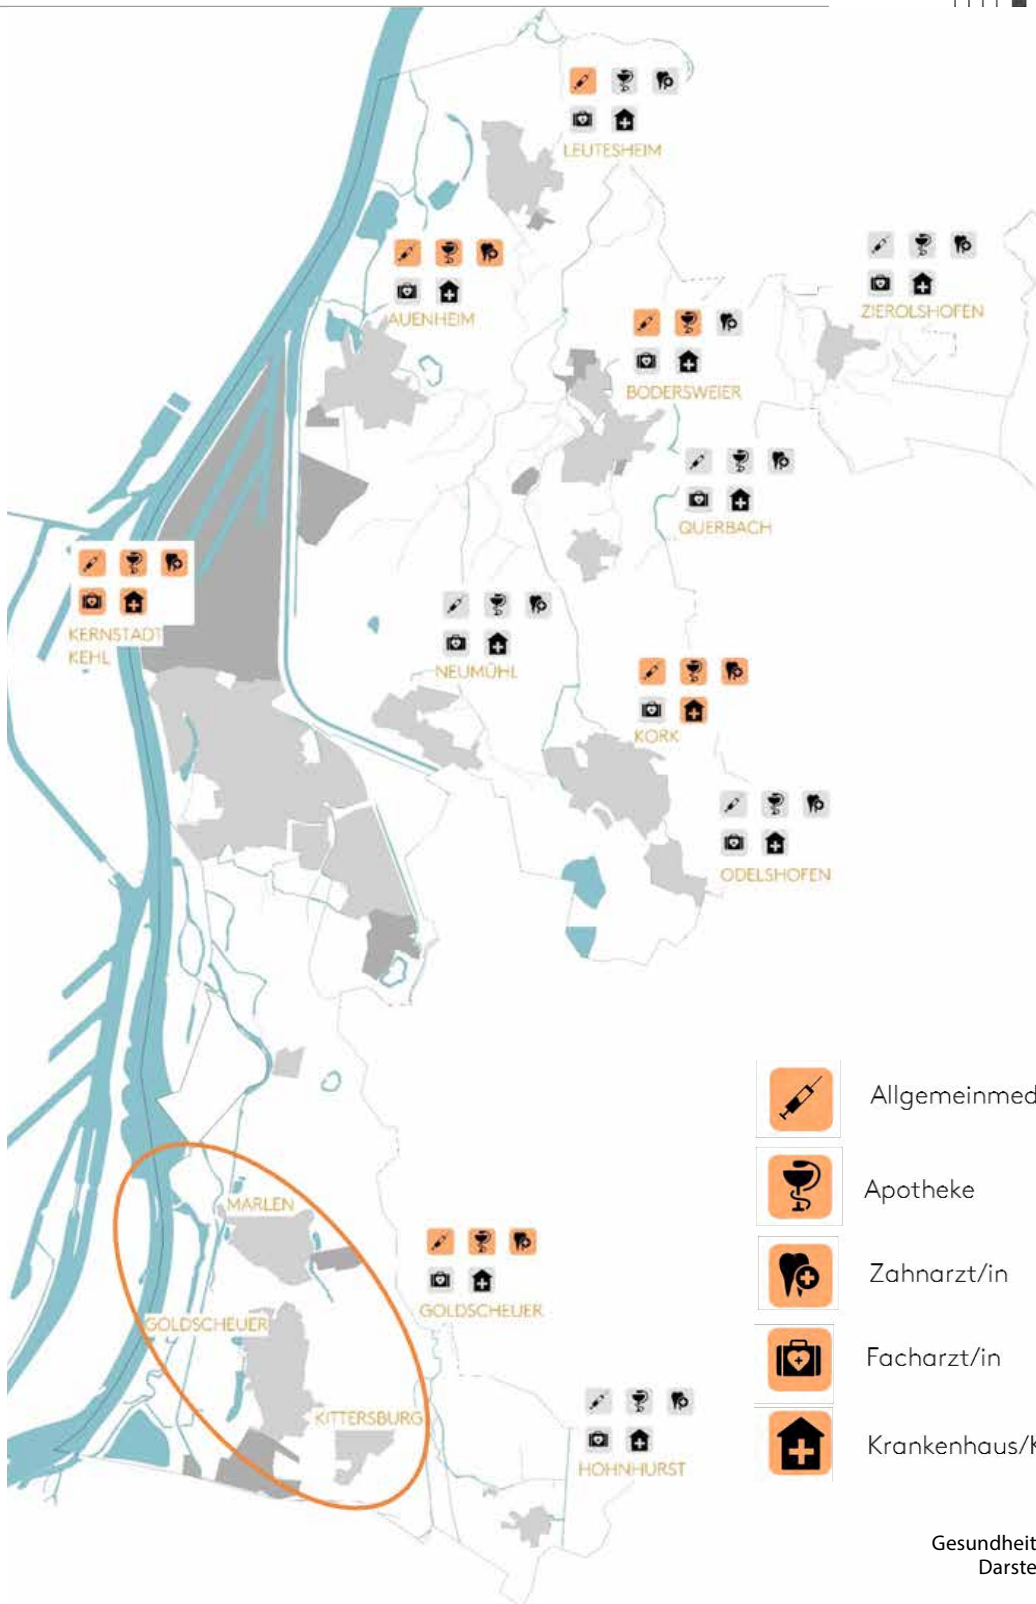 LEUTESHEIM
AUENHEIM
ZIEROLSHOFEN
BODERSWEIER
QUERBACH
KERNSTADT
KEHL
NEUMÜHL
KORK
ODELSHOFEN
MARLEN
GOLDSCHEUER
GOLDSCHEUER
KITTERSBURG
HOHNHURST
Allgemeinmed
Apotheke
Zahnarzt/in
Facharzt/in
Krankenhaus/K
Gesundheit
Darste